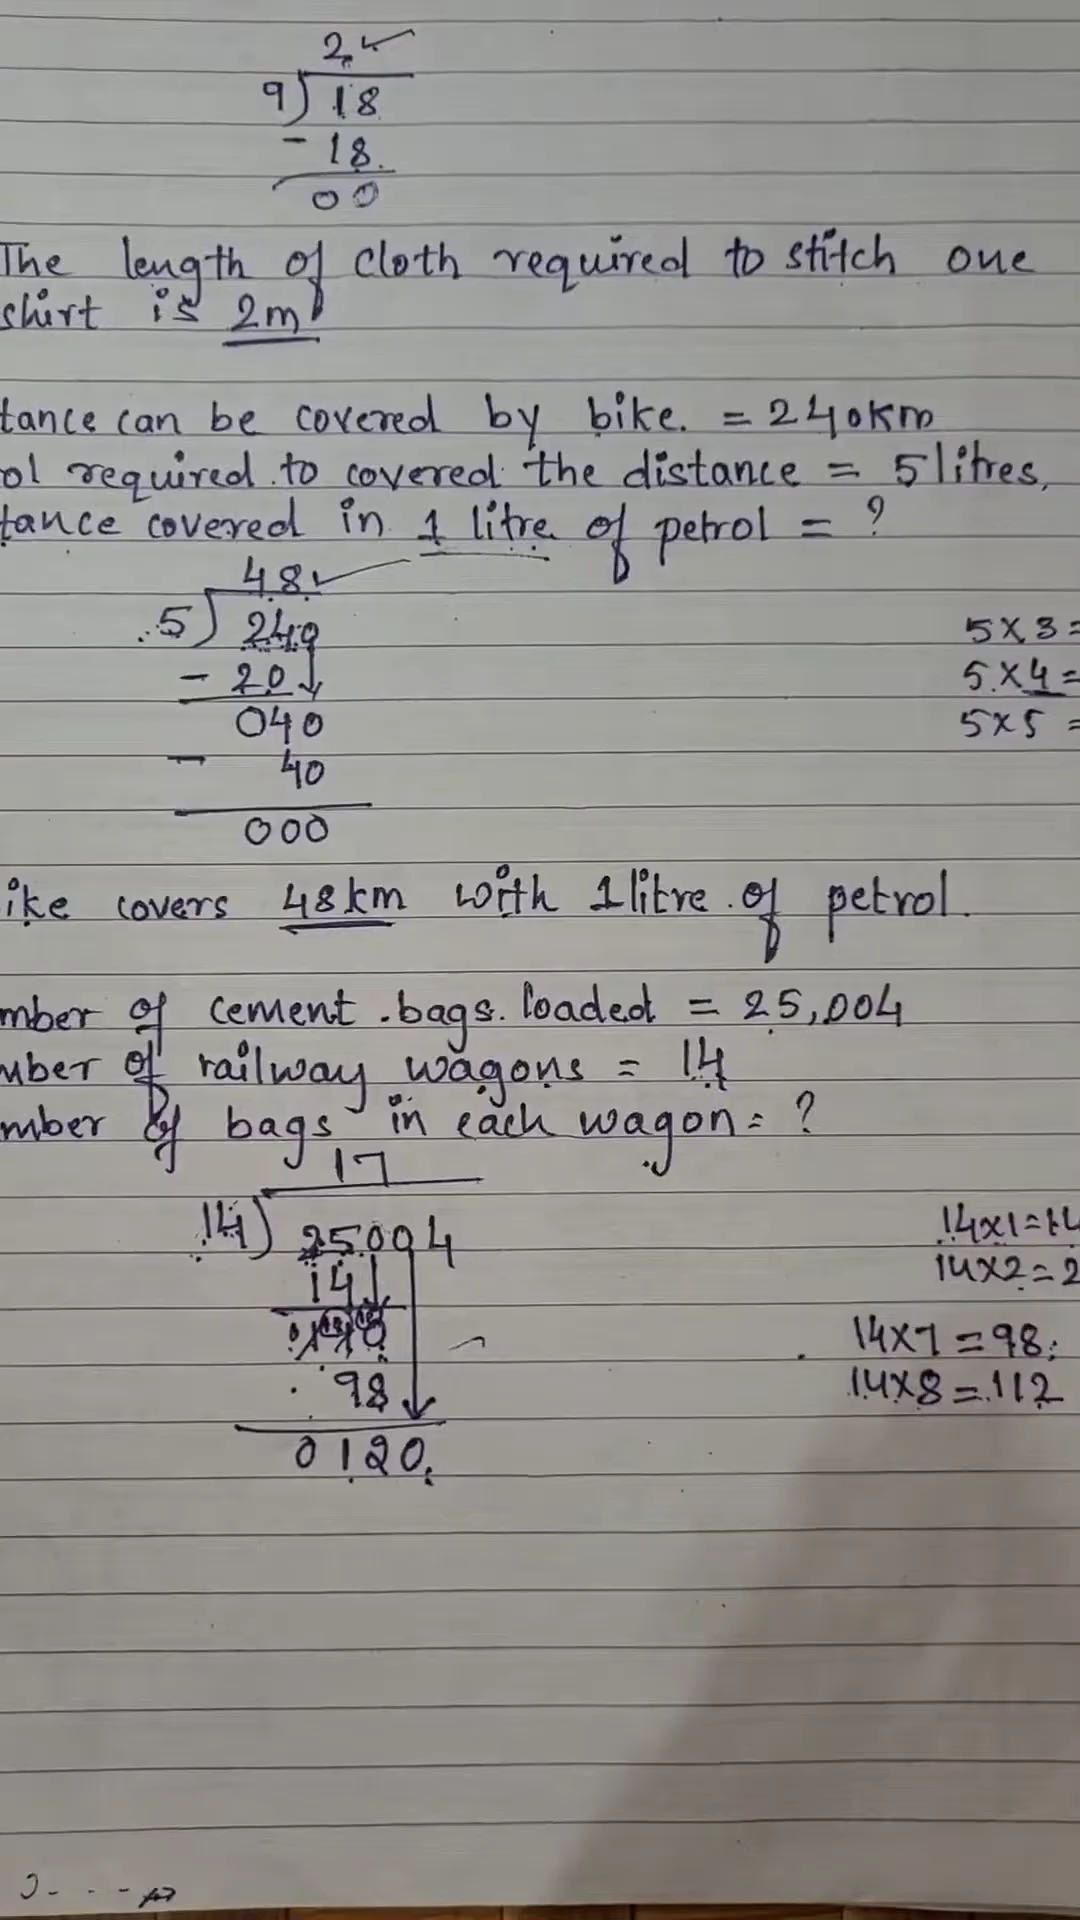 2
9) 18
- 18
00
The length of cloth required to stitch one
shirt is 2m
tance can be covered by bike. = 240km
ol required to covered the distance = 5 litres.
tance covered in 1 litre of petrol = ?
48
5) 240
- 20
040
- 40
000
5x3=
5x4=
5x5=
ike covers 48km with 1 litre of petrol.
mber of cement bags loaded = 25,004
mber of railway wagons = 14
mber of bags in each wagon = ?
17
14) 25004
14
98
0120
14x1=14
14x2=2
14x7=98
14x8=112